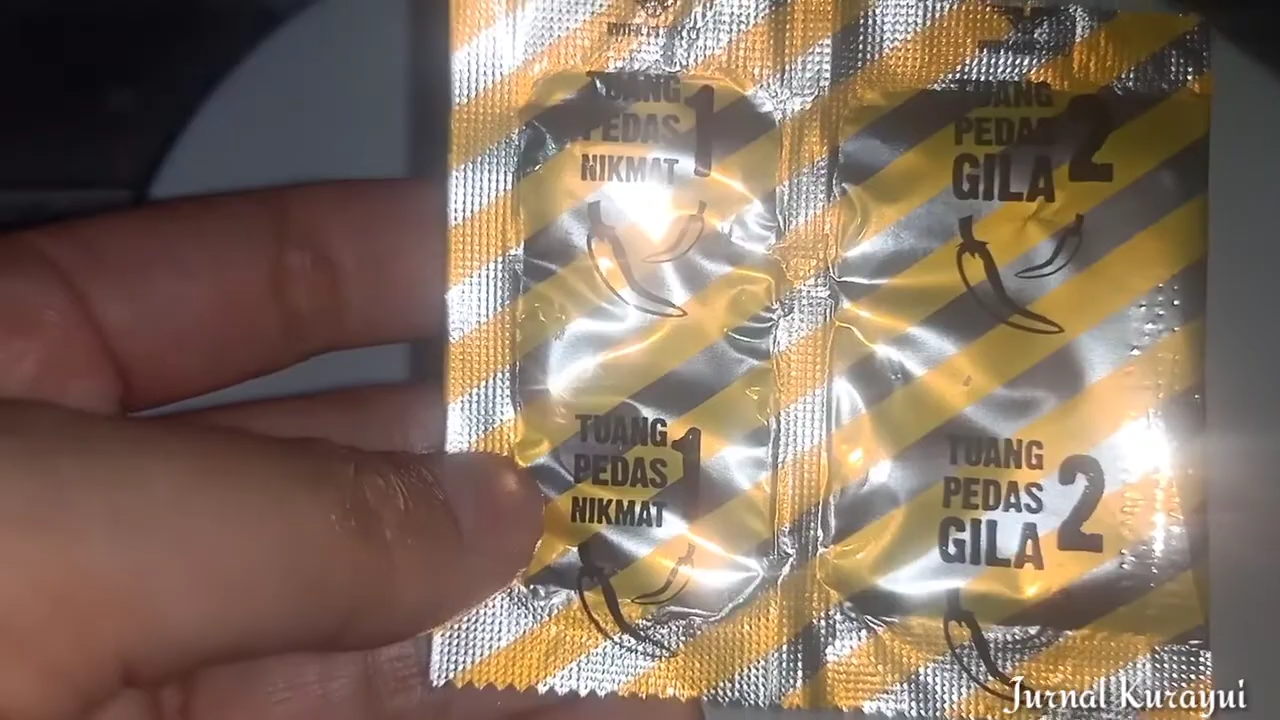 TUANG
PEDAS
NIKMAT
1
TUANG
PEDAS
GILA
2
TUANG
PEDAS
NIKMAT
1
TUANG
PEDAS
GILA
2
Jurnal Kurayui